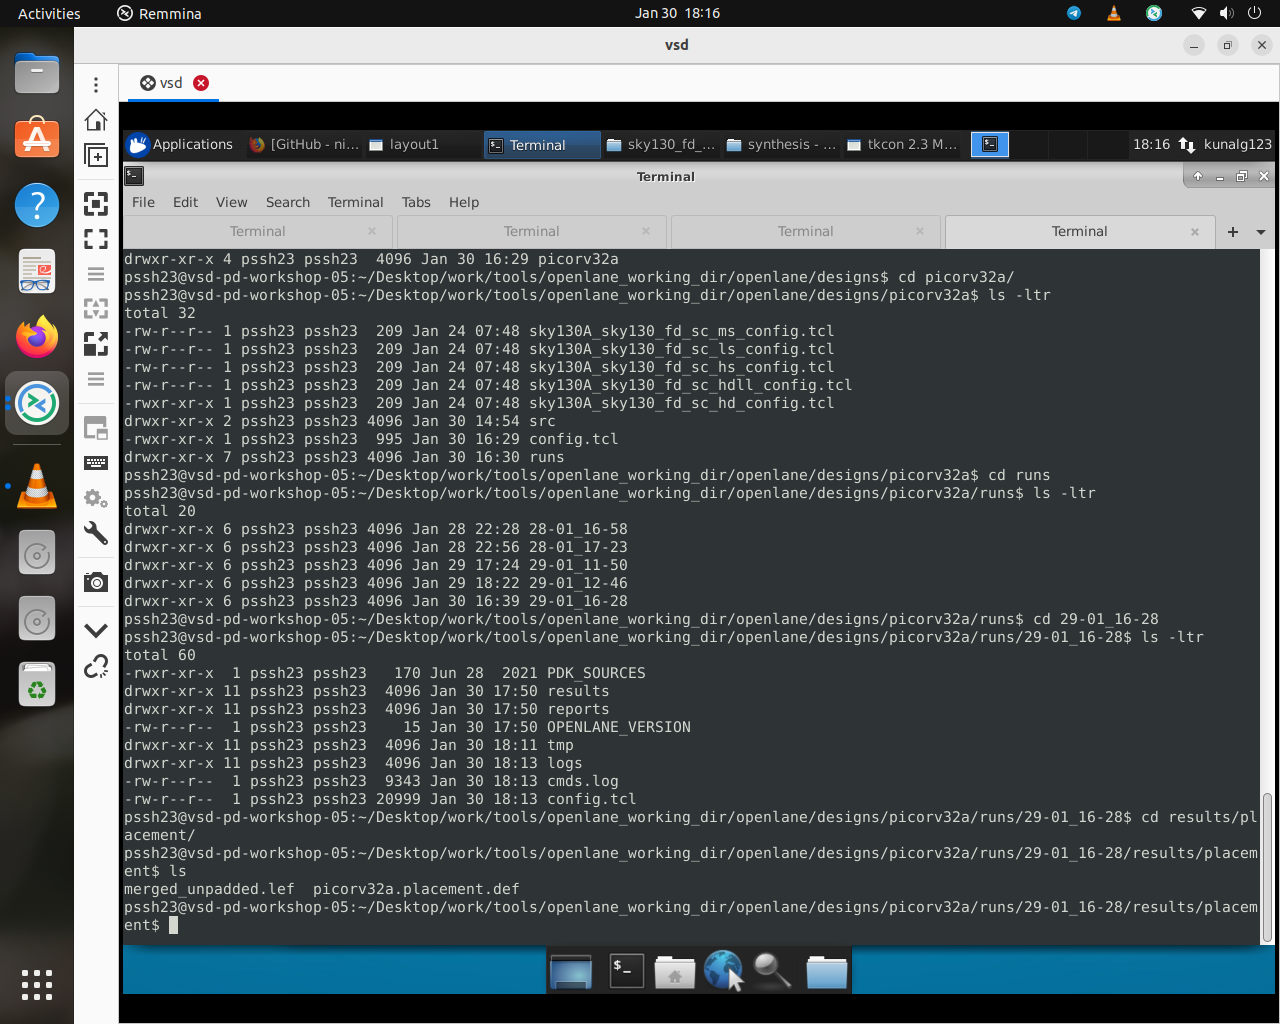 Activities Remmina Jan 30 18:16
vsd
vsd
Applications [GitHub - ni... layout1 Terminal sky130_fd_... synthesis - ... tkcon 2.3 M... 18:16 kunalg123
Terminal
File Edit View Search Terminal Tabs Help
Terminal Terminal Terminal Terminal
drwxr-xr-x 4 pssh23 pssh23  4096 Jan 30 16:29 picorv32a
pssh23@vsd-pd-workshop-05:~/Desktop/work/tools/openlane_working_dir/openlane/designs$ cd picorv32a/
pssh23@vsd-pd-workshop-05:~/Desktop/work/tools/openlane_working_dir/openlane/designs/picorv32a$ ls -ltr
total 32
-rw-r--r-- 1 pssh23 pssh23  209 Jan 24 07:48 sky130A_sky130_fd_sc_ms_config.tcl
-rw-r--r-- 1 pssh23 pssh23  209 Jan 24 07:48 sky130A_sky130_fd_sc_ls_config.tcl
-rw-r--r-- 1 pssh23 pssh23  209 Jan 24 07:48 sky130A_sky130_fd_sc_hs_config.tcl
-rw-r--r-- 1 pssh23 pssh23  209 Jan 24 07:48 sky130A_sky130_fd_sc_hdll_config.tcl
-rwxr-xr-x 1 pssh23 pssh23  209 Jan 24 07:48 sky130A_sky130_fd_sc_hd_config.tcl
drwxr-xr-x 2 pssh23 pssh23 4096 Jan 30 14:54 src
-rwxr-xr-x 1 pssh23 pssh23  995 Jan 30 16:29 config.tcl
drwxr-xr-x 7 pssh23 pssh23 4096 Jan 30 16:30 runs
pssh23@vsd-pd-workshop-05:~/Desktop/work/tools/openlane_working_dir/openlane/designs/picorv32a$ cd runs
pssh23@vsd-pd-workshop-05:~/Desktop/work/tools/openlane_working_dir/openlane/designs/picorv32a/runs$ ls -ltr
total 20
drwxr-xr-x 6 pssh23 pssh23 4096 Jan 28 22:28 28-01_16-58
drwxr-xr-x 6 pssh23 pssh23 4096 Jan 28 22:56 28-01_17-23
drwxr-xr-x 6 pssh23 pssh23 4096 Jan 29 17:24 29-01_11-50
drwxr-xr-x 6 pssh23 pssh23 4096 Jan 29 18:22 29-01_12-46
drwxr-xr-x 6 pssh23 pssh23 4096 Jan 30 16:39 29-01_16-28
pssh23@vsd-pd-workshop-05:~/Desktop/work/tools/openlane_working_dir/openlane/designs/picorv32a/runs$ cd 29-01_16-28
pssh23@vsd-pd-workshop-05:~/Desktop/work/tools/openlane_working_dir/openlane/designs/picorv32a/runs/29-01_16-28$ ls -ltr
total 60
-rwxr-xr-x  1 pssh23 pssh23   170 Jun 28  2021 PDK_SOURCES
drwxr-xr-x 11 pssh23 pssh23  4096 Jan 30 17:50 results
drwxr-xr-x 11 pssh23 pssh23  4096 Jan 30 17:50 reports
-rw-r--r--  1 pssh23 pssh23    15 Jan 30 17:50 OPENLANE_VERSION
drwxr-xr-x 11 pssh23 pssh23  4096 Jan 30 18:11 tmp
drwxr-xr-x 11 pssh23 pssh23  4096 Jan 30 18:13 logs
-rw-r--r--  1 pssh23 pssh23  9343 Jan 30 18:13 cmds.log
-rw-r--r--  1 pssh23 pssh23 20999 Jan 30 18:13 config.tcl
pssh23@vsd-pd-workshop-05:~/Desktop/work/tools/openlane_working_dir/openlane/designs/picorv32a/runs/29-01_16-28$ cd results/pl
acement/
pssh23@vsd-pd-workshop-05:~/Desktop/work/tools/openlane_working_dir/openlane/designs/picorv32a/runs/29-01_16-28/results/placem
ent$ ls
merged_unpadded.lef  picorv32a.placement.def
pssh23@vsd-pd-workshop-05:~/Desktop/work/tools/openlane_working_dir/openlane/designs/picorv32a/runs/29-01_16-28/results/placem
ent$